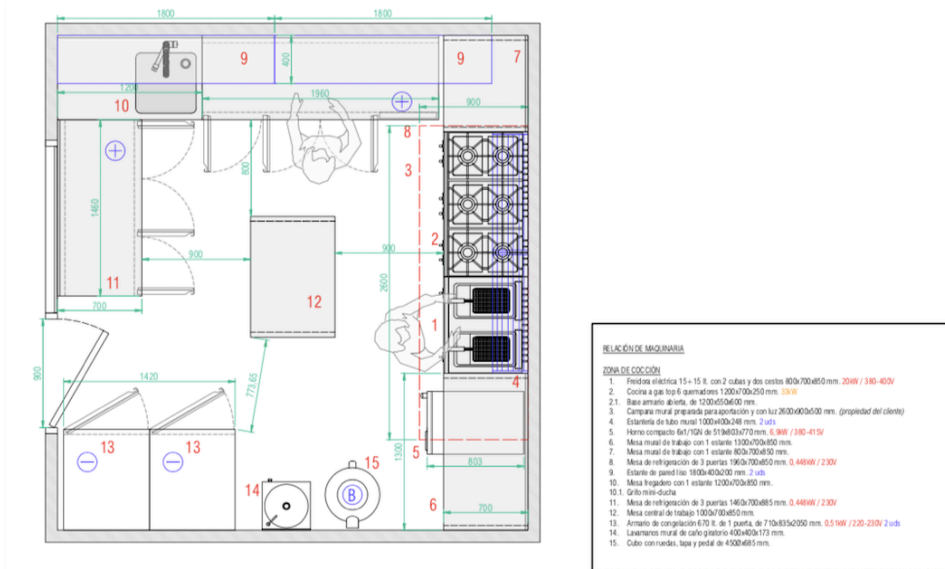 1800
1800
9
9
7
400
1200
1960
900
10
8
3
800
1460
2600
2
900
900
11
12
700
1
900
1420
773.65
4
13
13
15
5
803
1300
14
B
6
700
RELACIÓN DE MAQUINARIA
ZONA DE COCCIÓN
1. Freidora eléctrica 15+15 lt. con 2 cubas y dos cestos 800x700x850 mm. 20kW / 380-400V
2. Cocina a gas top 6 quemadores 1200x700x250 mm. 33kW
2.1. Base armario abierta, de 1200x550x600 mm.
3. Campana mural preparada para aportación y con luz 2600x900x500 mm. (propiedad del cliente)
4. Estantería de tubo mural 1000x400x248 mm. 2 uds
5. Horno compacto 6x1/1GN de 519x803x770 mm. 6,9kW / 380-415V
6. Mesa mural de trabajo con 1 estante 1300x700x850 mm.
7. Mesa mural de trabajo con 1 estante 800x700x850 mm.
8. Mesa de refrigeración de 3 puertas 1960x700x850 mm. 0,448kW / 230V
9. Estante de pared liso 1800x400x200 mm. 2 uds
10. Mesa fregadero con 1 estante 1200x700x850 mm.
10.1. Grifo mini-ducha
11. Mesa de refrigeración de 3 puertas 1460x700x885 mm. 0,448kW / 230V
12. Mesa central de trabajo 1000x700x850 mm.
13. Armario de congelación 670 lt. de 1 puerta, de 710x835x2050 mm. 0,51kW / 220-230V 2 uds
14. Lavamanos mural de caño giratorio 400x400x173 mm.
15. Cubo con ruedas, tapa y pedal de 450Øx685 mm.